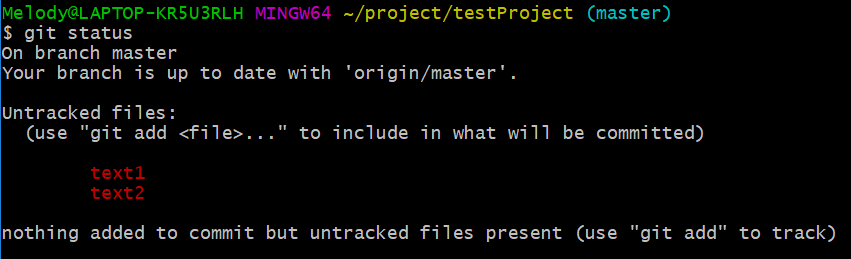 Melody@LAPTOP-KR5U3RLH MINGW64 ~/project/testProject (master)
$ git status
On branch master
Your branch is up to date with 'origin/master'.
Untracked files:
(use "git add <file>..." to include in what will be committed)
text1
text2
nothing added to commit but untracked files present (use "git add" to track)